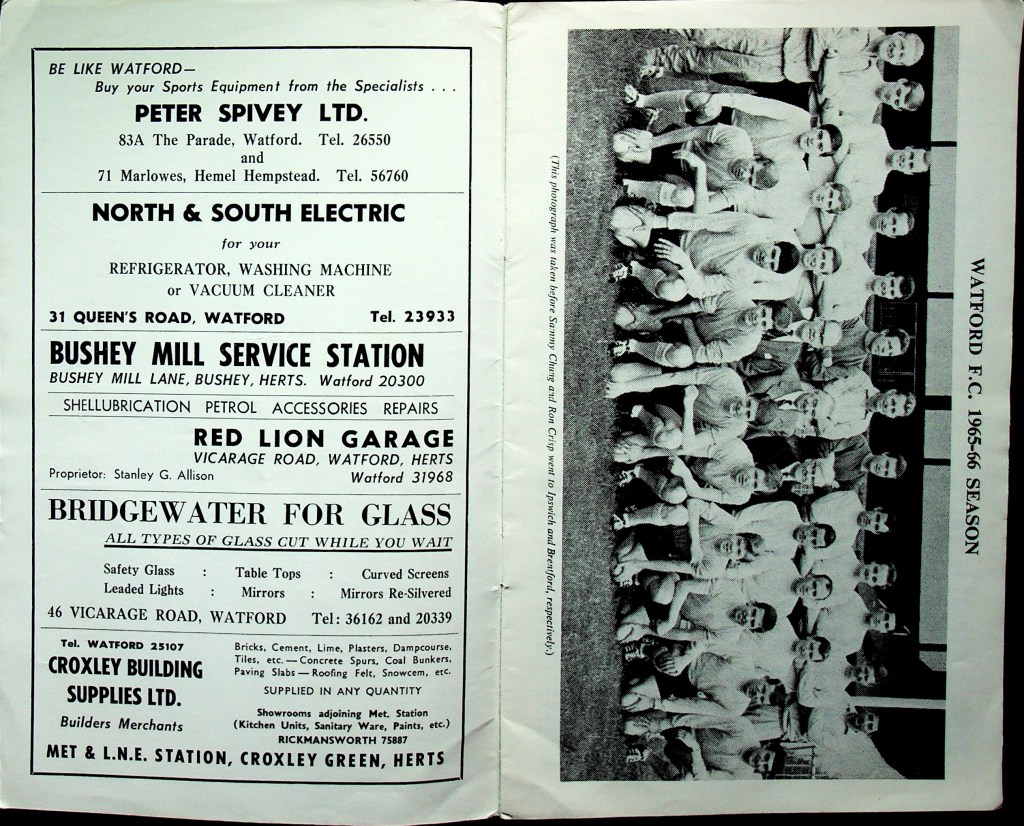 BE LIKE WATFORD—
Buy your Sports Equipment from the Specialists . . .
PETER SPIVEY LTD.
83A The Parade, Watford. Tel. 26550
and
71 Marlowes, Hemel Hempstead. Tel. 56760
NORTH & SOUTH ELECTRIC
for your
REFRIGERATOR, WASHING MACHINE
or VACUUM CLEANER
31 QUEEN'S ROAD, WATFORD Tel. 23933
BUSHEY MILL SERVICE STATION
BUSHEY MILL LANE, BUSHEY, HERTS. Watford 20300
SHELLUBRICATION PETROL ACCESSORIES REPAIRS
RED LION GARAGE
VICARAGE ROAD, WATFORD, HERTS
Proprietor: Stanley G. Allison Watford 31968
BRIDGEWATER FOR GLASS
ALL TYPES OF GLASS CUT WHILE YOU WAIT
Safety Glass : Table Tops : Curved Screens
Leaded Lights : Mirrors : Mirrors Re-Silvered
46 VICARAGE ROAD, WATFORD Tel: 36162 and 20339
Tel. WATFORD 25107
CROXLEY BUILDING
SUPPLIES LTD.
Builders Merchants
Bricks, Cement, Lime, Plasters, Dampcourse,
Tiles, etc.—Concrete Spurs, Coal Bunkers,
Paving Slabs—Roofing Felt, Snowcem, etc.
SUPPLIED IN ANY QUANTITY
Showrooms adjoining Met. Station
(Kitchen Units, Sanitary Ware, Paints, etc.)
RICKMANSWORTH 75887
MET & L.N.E. STATION, CROXLEY GREEN, HERTS
WATFORD F.C. 1965-66 SEASON
(This photograph was taken before Sammy Chung and Ron Crisp went to Ipswich and Brentford, respectively.)